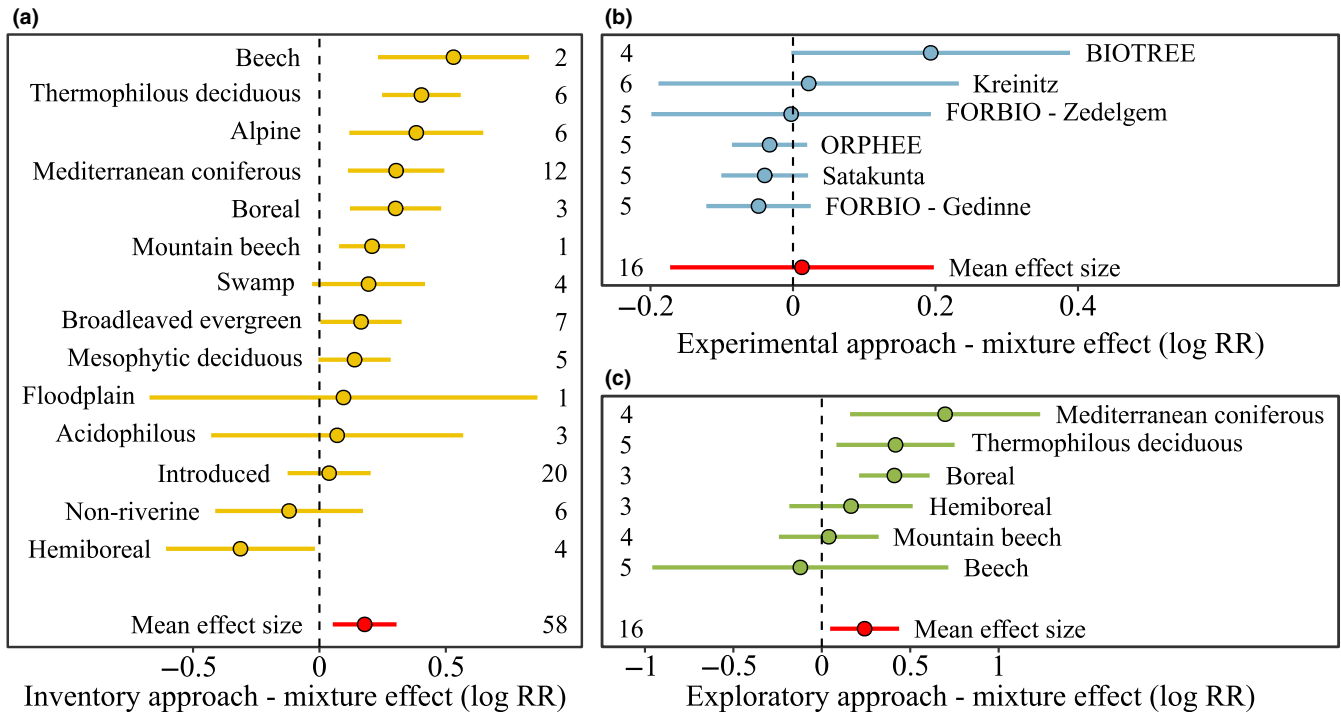 (a)
Beech 2
Thermophilous deciduous 6
Alpine 6
Mediterranean coniferous 12
Boreal 3
Mountain beech 1
Swamp 4
Broadleaved evergreen 7
Mesophytic deciduous 5
Floodplain 1
Acidophilous 3
Introduced 20
Non-riverine 6
Hemiboreal 4
Mean effect size 58
−0.5 0 0.5
Inventory approach - mixture effect (log RR)
(b)
4 BIOTREE
6 Kreinitz
5 FORBIO - Zedelgem
5 ORPHEE
5 Satakunta
5 FORBIO - Gedinne
16 Mean effect size
−0.2 0 0.2 0.4
Experimental approach - mixture effect (log RR)
(c)
4 Mediterranean coniferous
5 Thermophilous deciduous
3 Boreal
3 Hemiboreal
4 Mountain beech
5 Beech
16 Mean effect size
−1 −0.5 0 0.5 1
Exploratory approach - mixture effect (log RR)